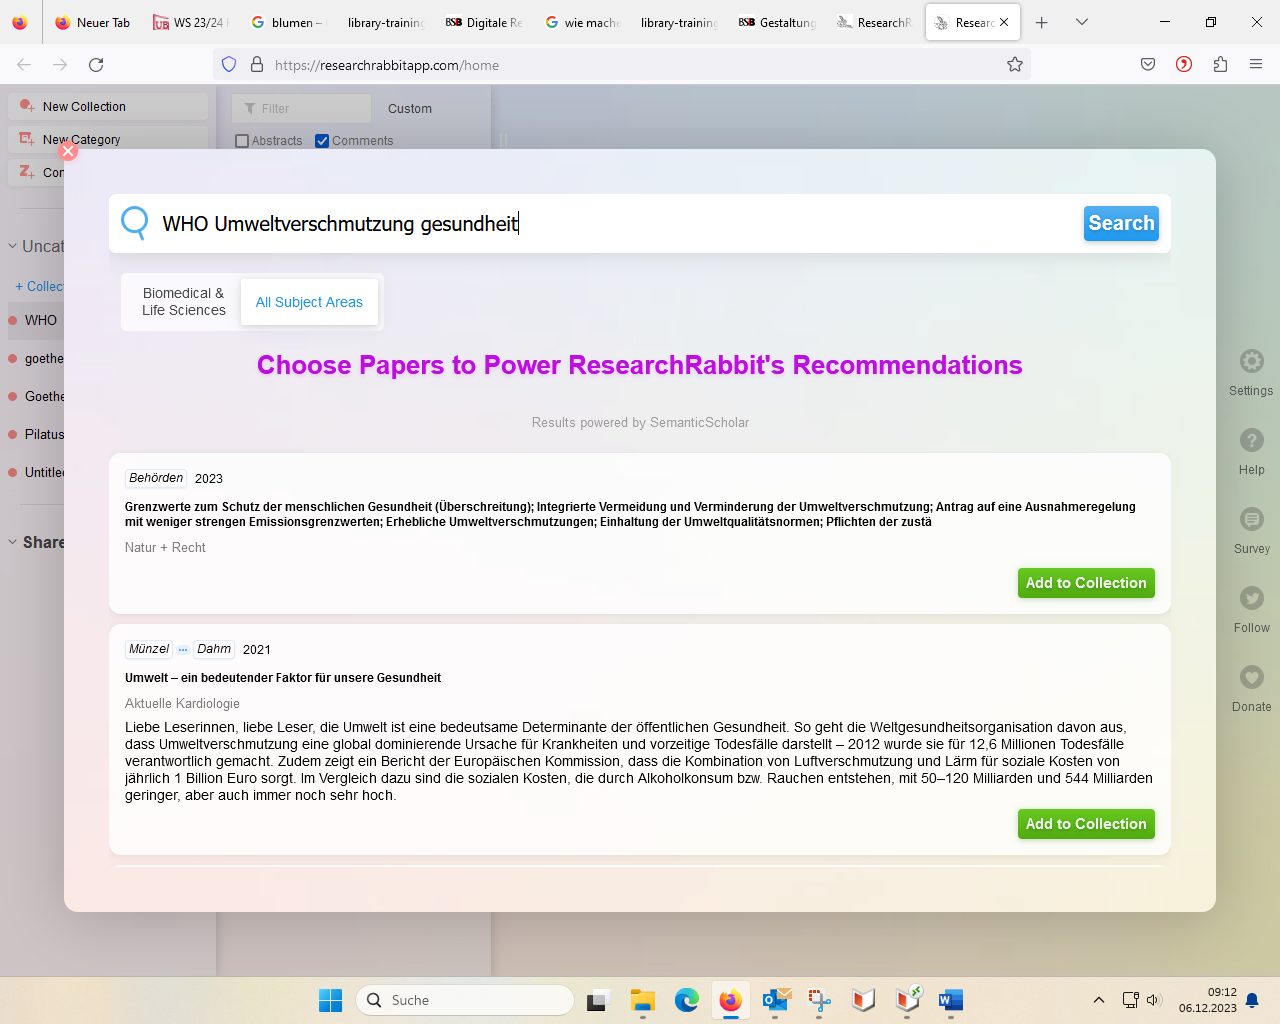 Neuer Tab
WS 23/24
blumen –
library-training
Digitale Re
wie mache
library-training
Gestaltung
ResearchR
Researc
https://researchrabbitapp.com/home
New Collection
Filter
Custom
New Category
Abstracts
Comments
Con
WHO Umweltverschmutzung gesundheit
Search
Uncat
+ Collect
Biomedical &
Life Sciences
All Subject Areas
WHO
goethe
Goethe
Pilatus
Untitled
Share
Choose Papers to Power ResearchRabbit's Recommendations
Results powered by SemanticScholar
Behörden 2023
Grenzwerte zum Schutz der menschlichen Gesundheit (Überschreitung); Integrierte Vermeidung und Verminderung der Umweltverschmutzung; Antrag auf eine Ausnahmeregelung
mit weniger strengen Emissionsgrenzwerten; Erhebliche Umweltverschmutzungen; Einhaltung der Umweltqualitätsnormen; Pflichten der zustä
Natur + Recht
Add to Collection
Münzel ··· Dahm 2021
Umwelt – ein bedeutender Faktor für unsere Gesundheit
Aktuelle Kardiologie
Liebe Leserinnen, liebe Leser, die Umwelt ist eine bedeutsame Determinante der öffentlichen Gesundheit. So geht die Weltgesundheitsorganisation davon aus,
dass Umweltverschmutzung eine global dominierende Ursache für Krankheiten und vorzeitige Todesfälle darstellt – 2012 wurde sie für 12,6 Millionen Todesfälle
verantwortlich gemacht. Zudem zeigt ein Bericht der Europäischen Kommission, dass die Kombination von Luftverschmutzung und Lärm für soziale Kosten von
jährlich 1 Billion Euro sorgt. Im Vergleich dazu sind die sozialen Kosten, die durch Alkoholkonsum bzw. Rauchen entstehen, mit 50–120 Milliarden und 544 Milliarden
geringer, aber auch immer noch sehr hoch.
Add to Collection
Settings
Help
Survey
Follow
Donate
Suche
09:12
06.12.2023